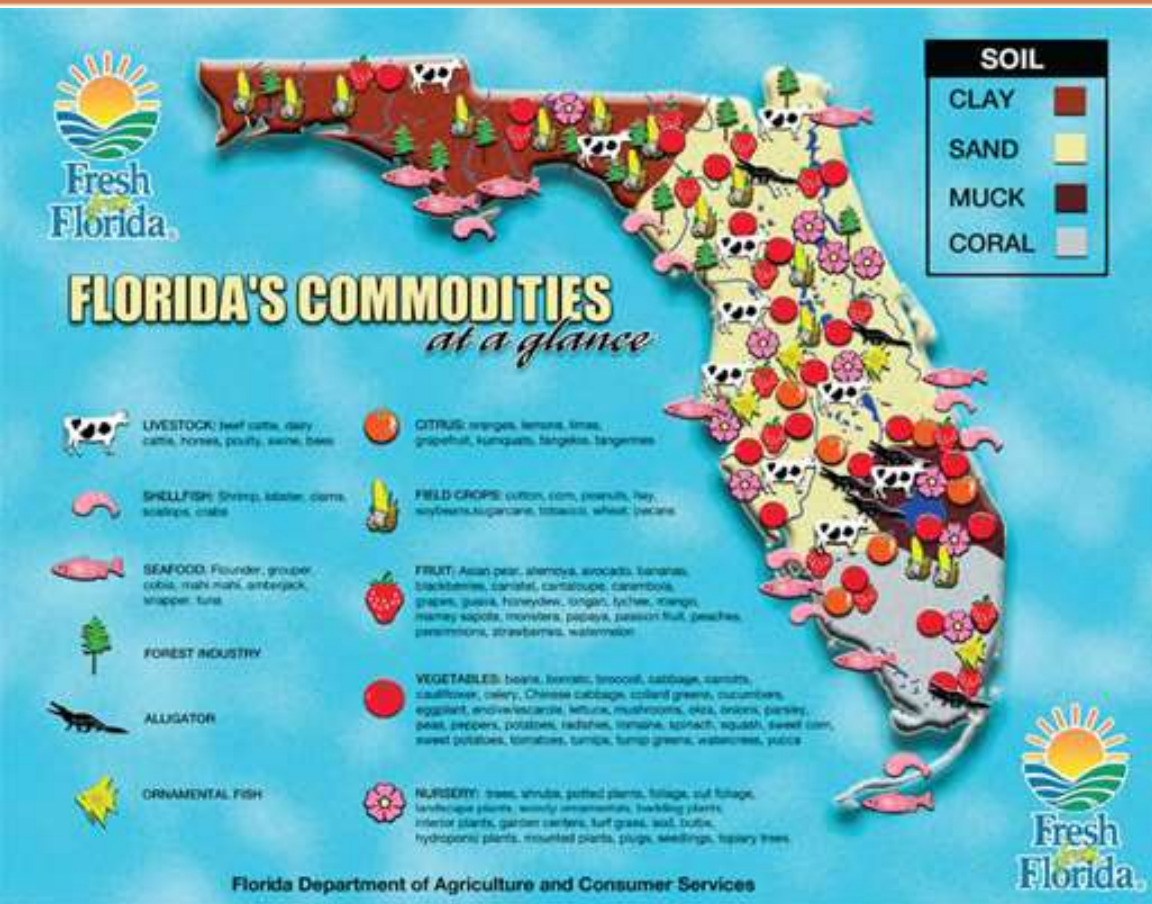 Fresh
from
Florida
SOIL
CLAY
SAND
MUCK
CORAL
FLORIDA'S COMMODITIES
at a glance
LIVESTOCK: beef cattle, dairy
cattle, horses, poultry, swine, bees
SHELLFISH: Shrimp, lobster, clams,
scallops, crabs
SEAFOOD: Flounder, grouper,
cobia, mahi mahi, amberjack,
snapper, tuna
FOREST INDUSTRY
ALLIGATOR
ORNAMENTAL FISH
CITRUS: oranges, lemons, limes,
grapefruit, kumquats, tangelos, tangerines
FIELD CROPS: cotton, corn, peanuts, hay,
soybeans, sugarcane, tobacco, wheat, pecans
FRUIT: Asian pear, atemoya, avocado, bananas,
blackberries, canistel, cantaloupe, carambola,
grapes, guava, honeydew, longan, lychee, mango,
mamey sapote, monstera, papaya, passion fruit, peaches,
persimmons, strawberries, watermelon
VEGETABLES: beans, boniato, broccoli, cabbage, carrots,
cauliflower, celery, Chinese cabbage, collard greens, cucumbers,
eggplant, endive/escarole, lettuce, mushrooms, okra, onions, parsley,
peas, peppers, potatoes, radishes, romaine, spinach, squash, sweet corn,
sweet potatoes, tomatoes, turnips, turnip greens, watercress, yucca
NURSERY: trees, shrubs, potted plants, foliage, cut foliage,
landscape plants, woody ornamentals, bedding plants,
interior plants, garden centers, turf grass, sod, bulbs,
hydroponic plants, mounted plants, plugs, seedlings, topiary trees
Florida Department of Agriculture and Consumer Services
Fresh
from
Florida